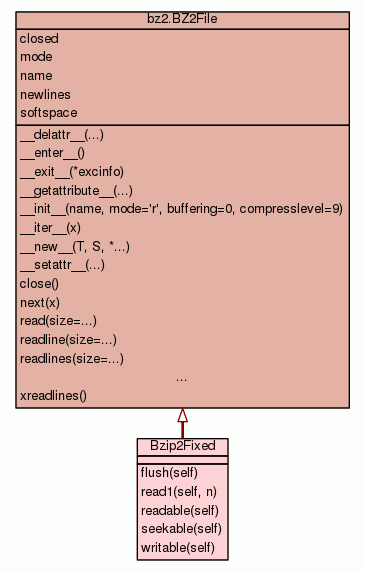 bz2.BZ2File
closed
mode
name
newlines
softspace
__delattr__(...)
__enter__()
__exit__(*excinfo)
__getattribute__(...)
__init__(name, mode='r', buffering=0, compresslevel=9)
__iter__(x)
__new__(T, S, *...)
__setattr__(...)
close()
next(x)
read(size=...)
readline(size=...)
readlines(size=...)
...
xreadlines()
Bzip2Fixed
flush(self)
read1(self, n)
readable(self)
seekable(self)
writable(self)